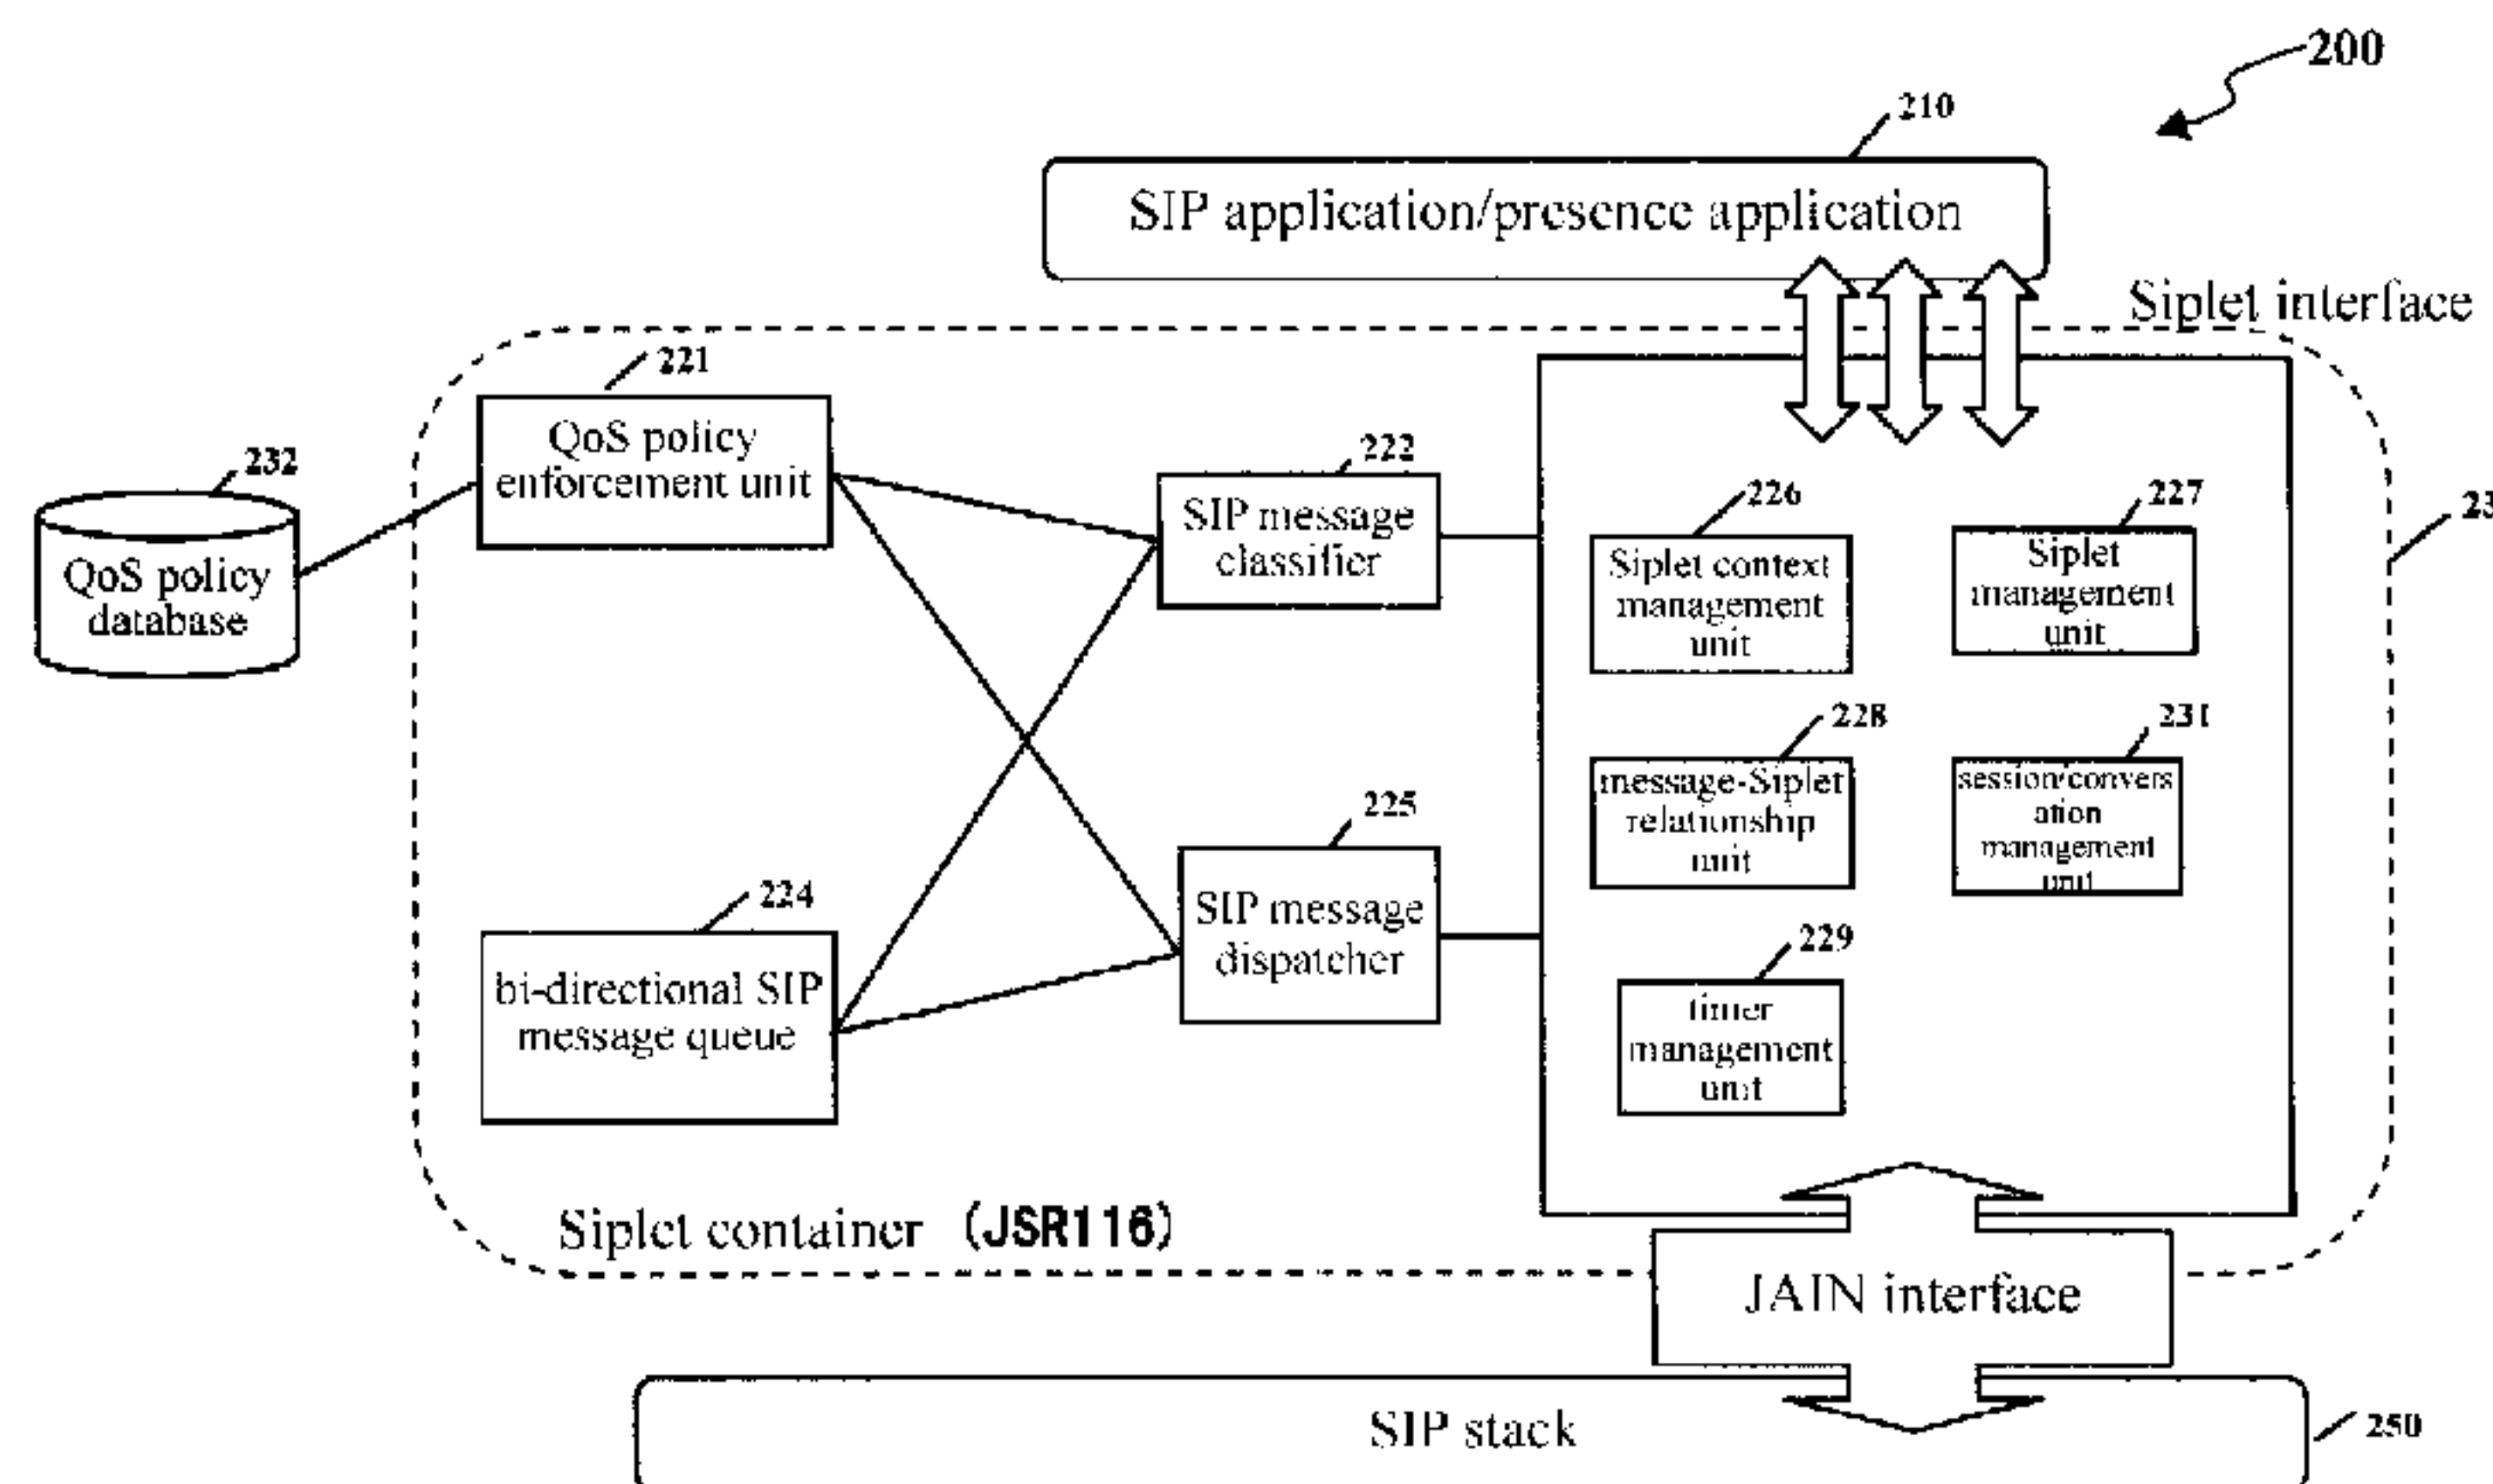 200
210
SIP application/presence application
Siplet interface
221
QoS policy
enforcement unit
232
QoS policy
database
222
SIP message
classifier
226
Siplet context
management
unit
227
Siplet
management
unit
228
message-Siplet
relationship
unit
231
session/convers
ation
management
unit
224
bi-directional SIP
message queue
225
SIP message
dispatcher
229
timer
management
unit
Siplet container (JSR116)
JAIN interface
SIP stack
250